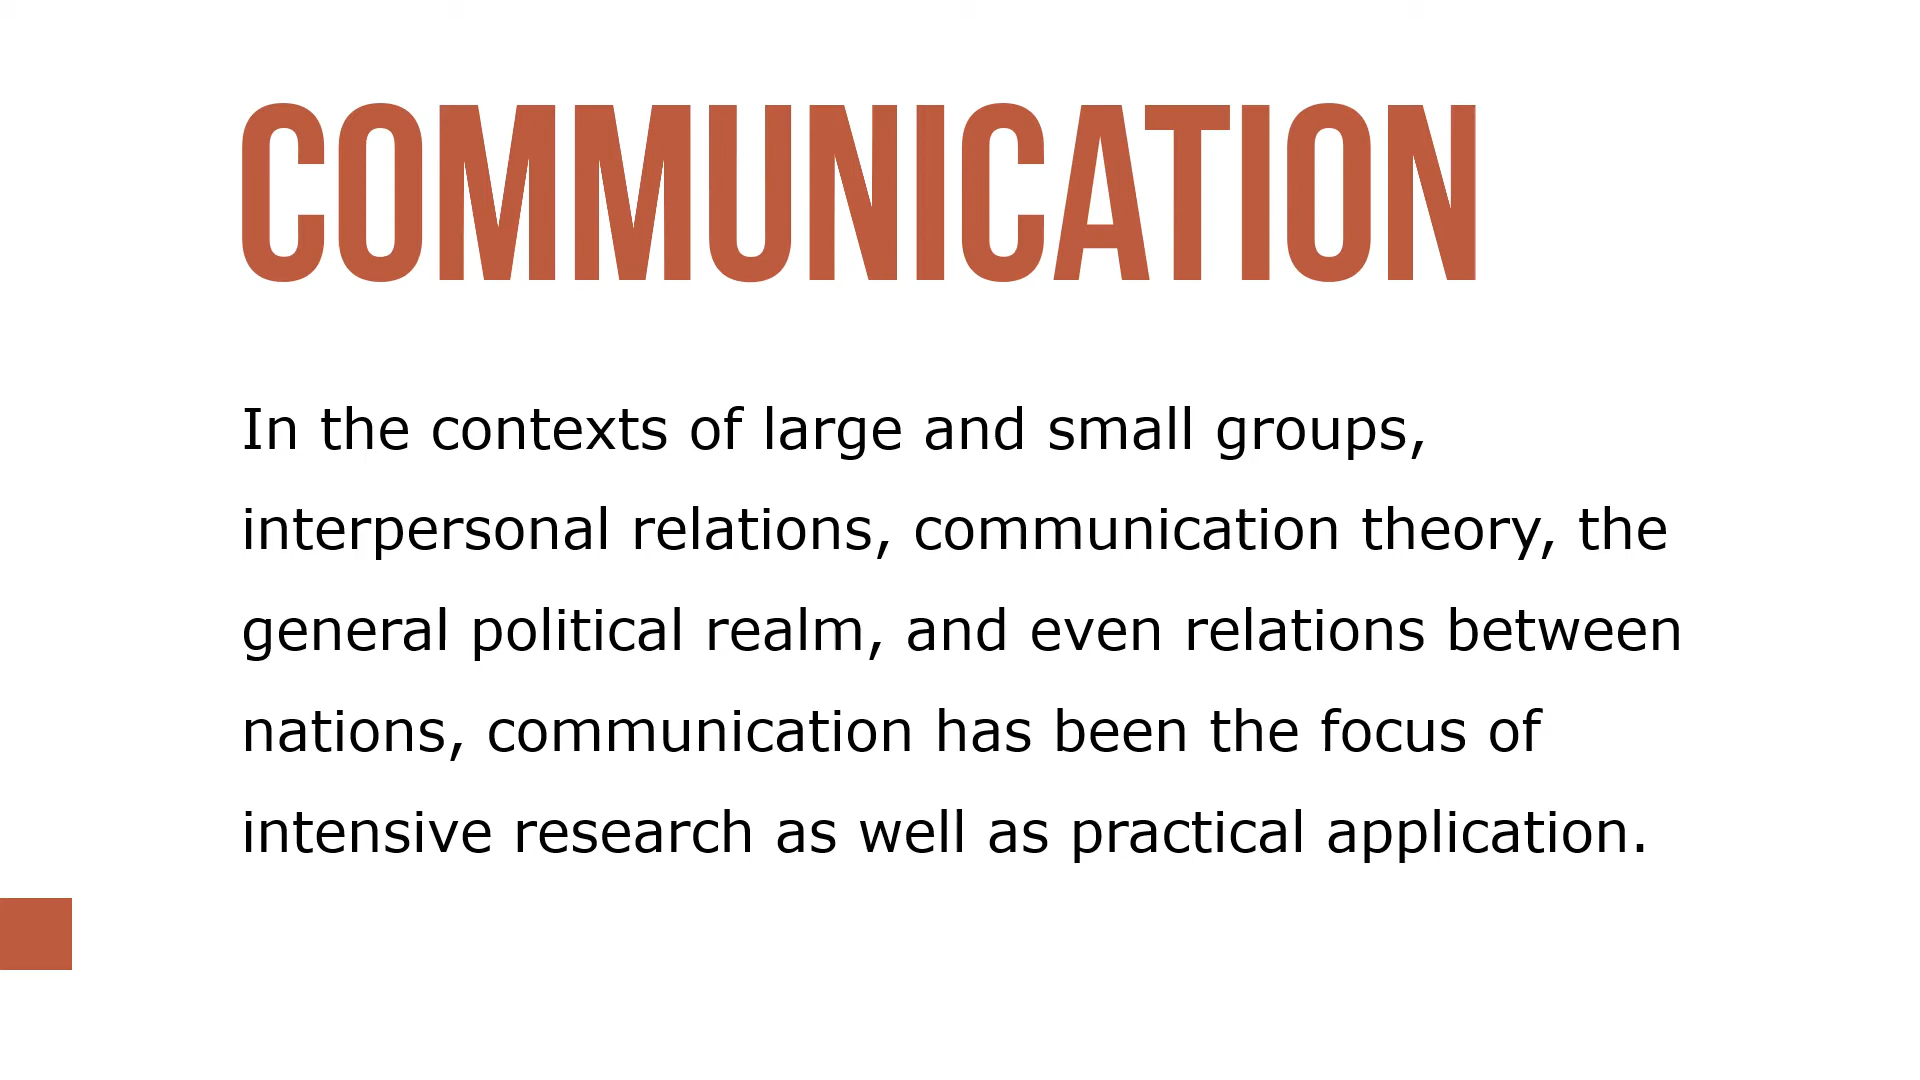 COMMUNICATION
In the contexts of large and small groups,
interpersonal relations, communication theory, the
general political realm, and even relations between
nations, communication has been the focus of
intensive research as well as practical application.